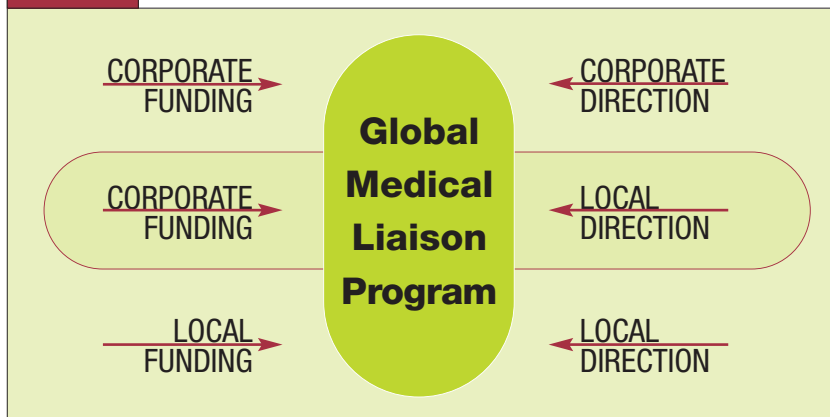 CORPORATE
FUNDING
CORPORATE
DIRECTION
Global
Medical
Liaison
Program
CORPORATE
FUNDING
LOCAL
DIRECTION
LOCAL
FUNDING
LOCAL
DIRECTION